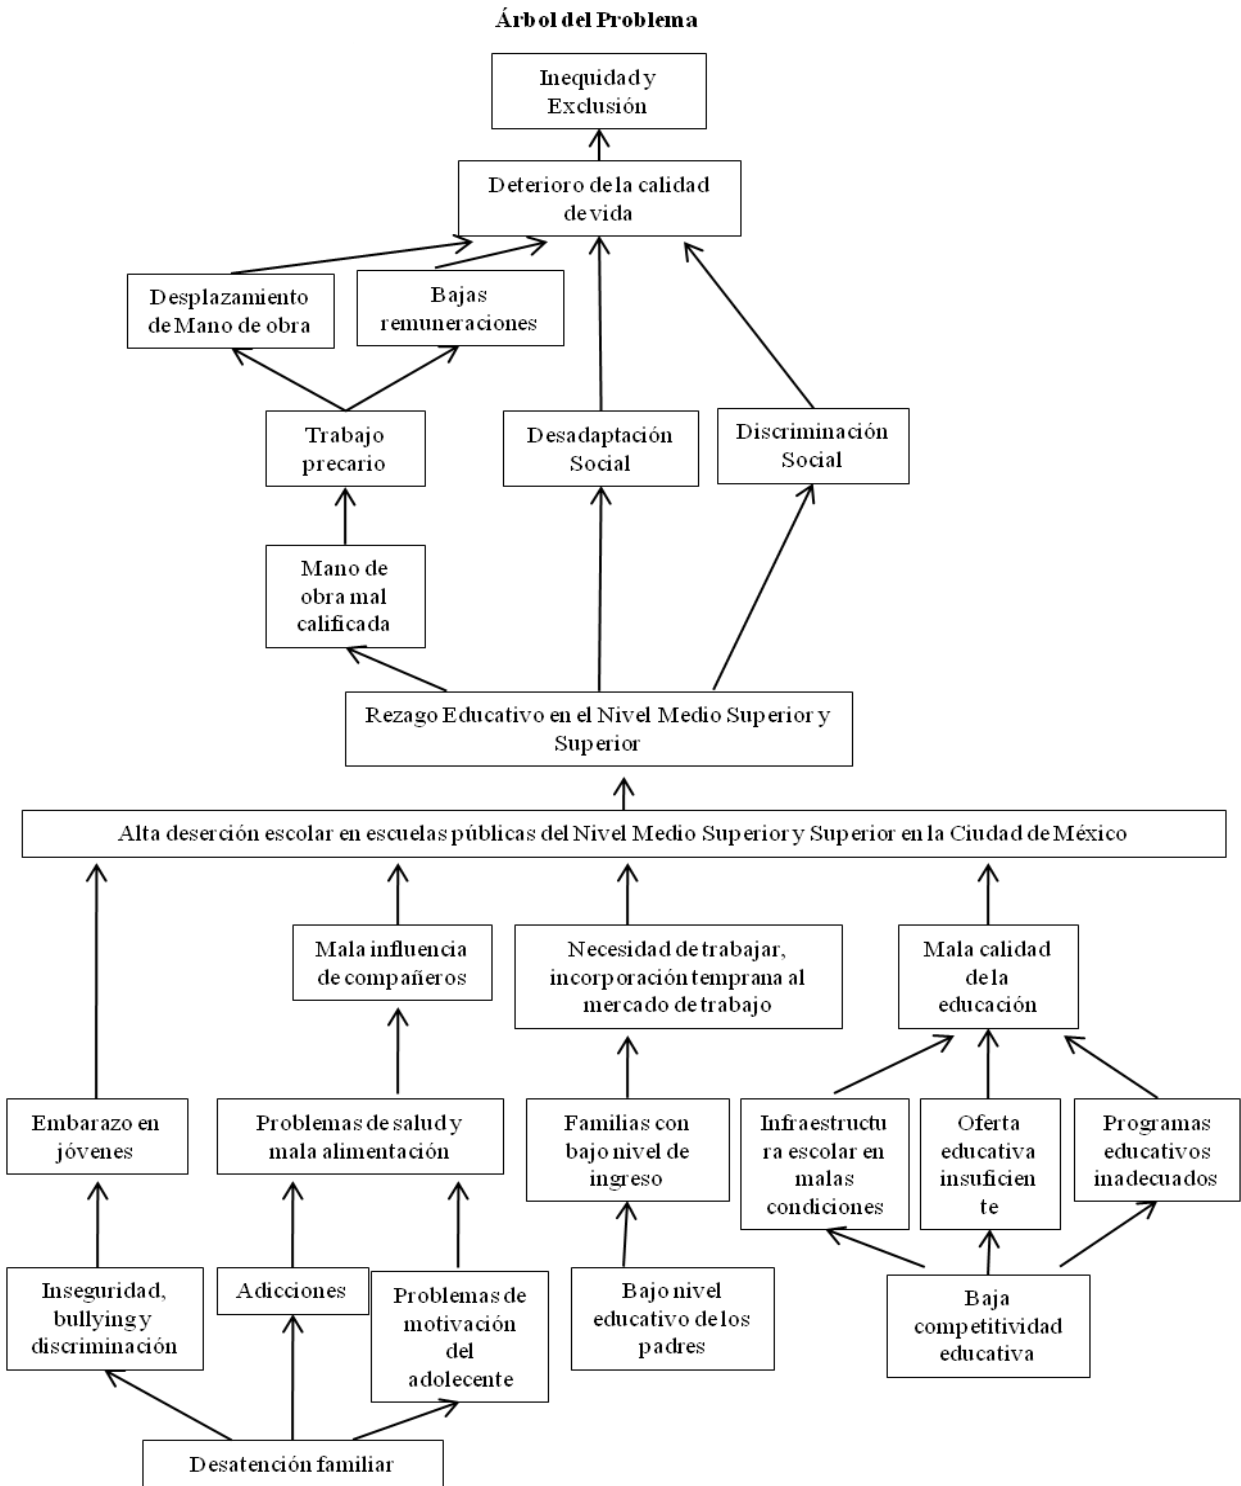 Árbol del Problema
Inequidad y
Exclusión
Deterioro de la calidad
de vida
Desplazamiento
de Mano de obra
Bajas
remuneraciones
Trabajo
precario
Desadaptación
Social
Discriminación
Social
Mano de
obra mal
calificada
Rezago Educativo en el Nivel Medio Superior y
Superior
Alta deserción escolar en escuelas públicas del Nivel Medio Superior y Superior en la Ciudad de México
Mala influencia
de compañeros
Necesidad de trabajar,
incorporación temprana al
mercado de trabajo
Mala calidad
de la
educación
Embarazo en
jóvenes
Problemas de salud y
mala alimentación
Familias con
bajo nivel de
ingreso
Infraestructu
ra escolar en
malas
condiciones
Oferta
educativa
insuficien
te
Programas
educativos
inadecuados
Inseguridad,
bullying y
discriminación
Adicciones
Problemas de
motivación
del
adolecente
Bajo nivel
educativo de los
padres
Baja
competitividad
educativa
Desatención familiar